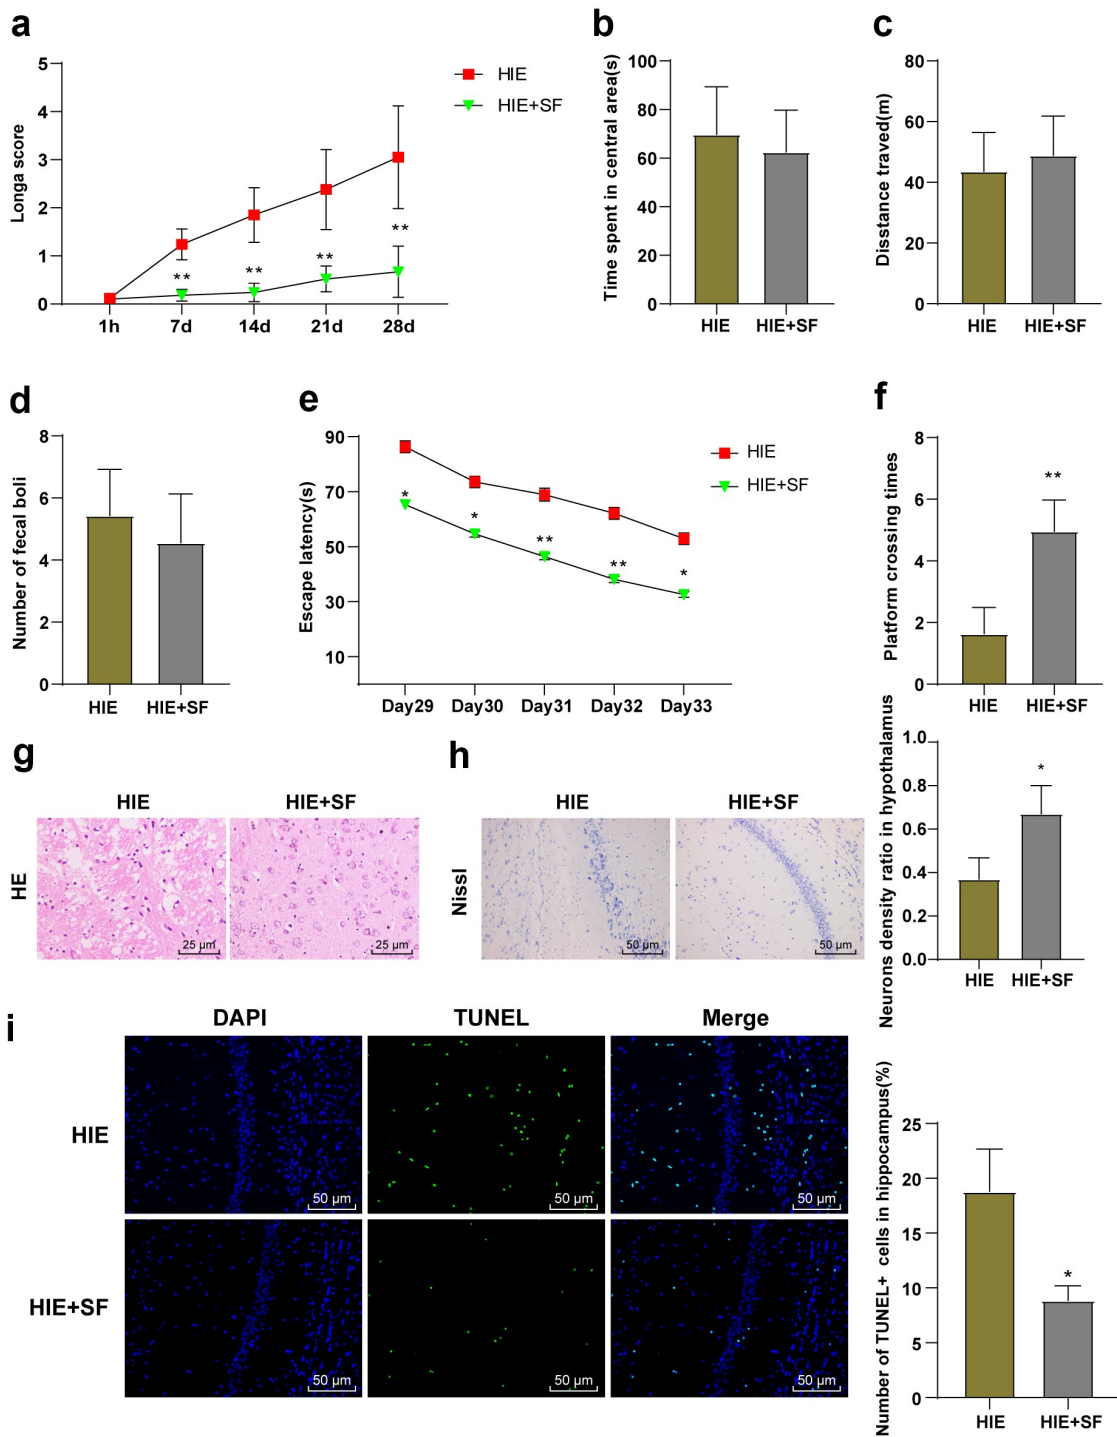 a
5
4
3
2
1
0
Longa score
1h 7d 14d 21d 28d
** ** ** **
HIE
HIE+SF
b
100
80
60
40
20
0
Time spent in central area(s)
HIE HIE+SF
c
80
60
40
20
0
Disstance traved(m)
HIE HIE+SF
d
8
6
4
2
0
Number of fecal boli
HIE HIE+SF
e
90
70
50
30
10
Escape latency(s)
* * ** ** *
Day29 Day30 Day31 Day32 Day33
HIE
HIE+SF
f
8
6
4
2
0
Platform crossing times
**
HIE HIE+SF
g
HIE HIE+SF
HE
25 µm 25 µm
h
HIE HIE+SF
Nissl
50 µm 50 µm
1.0
0.8
0.6
0.4
0.2
0.0
Neurons density ratio in hypothalamus
*
HIE HIE+SF
i
DAPI TUNEL Merge
HIE
50 µm 50 µm 50 µm
HIE+SF
50 µm 50 µm 50 µm
25
20
15
10
5
0
Number of TUNEL+ cells in hippocampus(%)
*
HIE HIE+SF